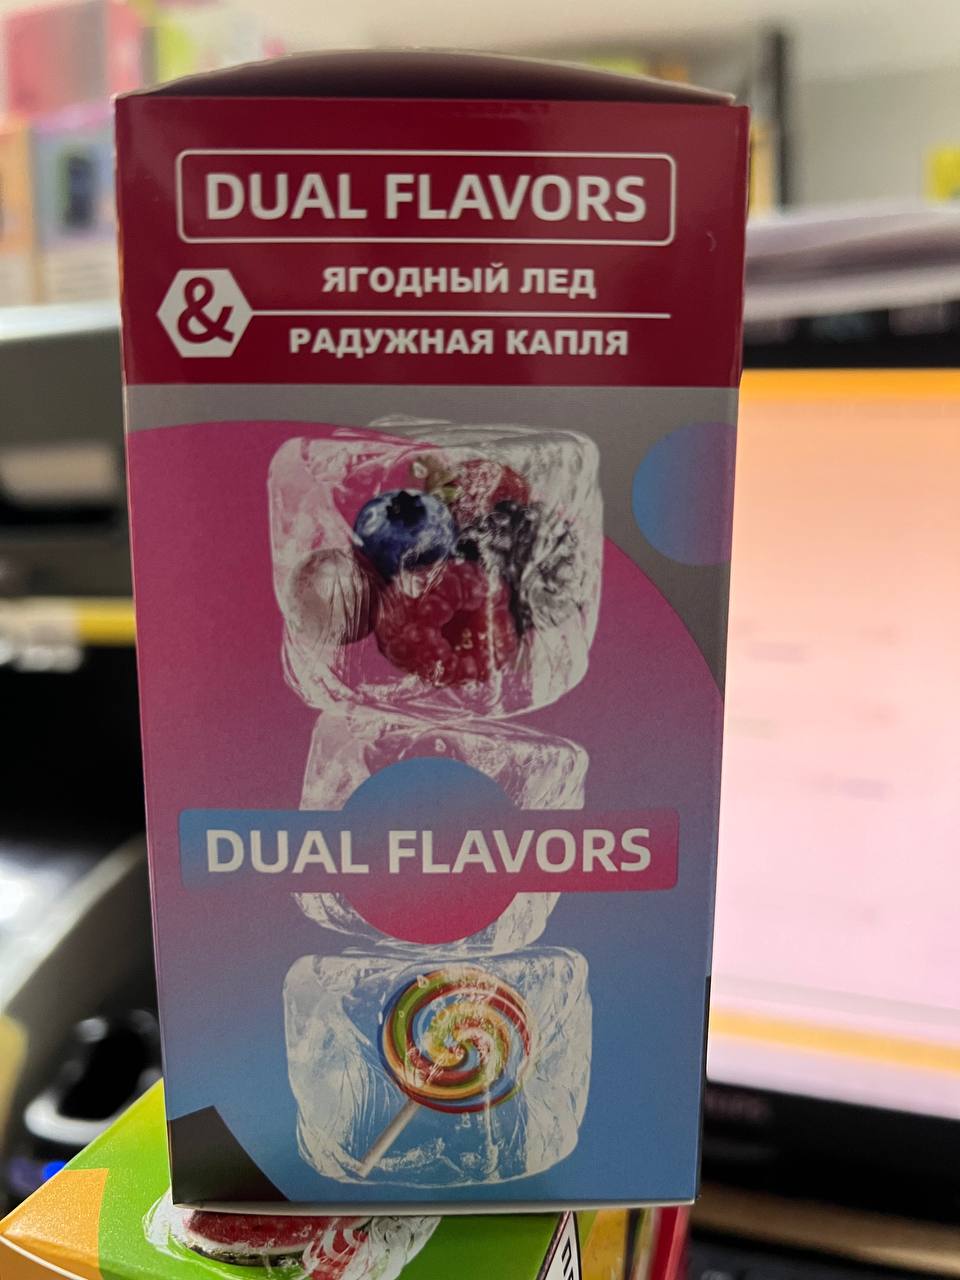 DUAL FLAVORS
ЯГОДНЫЙ ЛЕД
&
РАДУЖНАЯ КАПЛЯ
DUAL FLAVORS